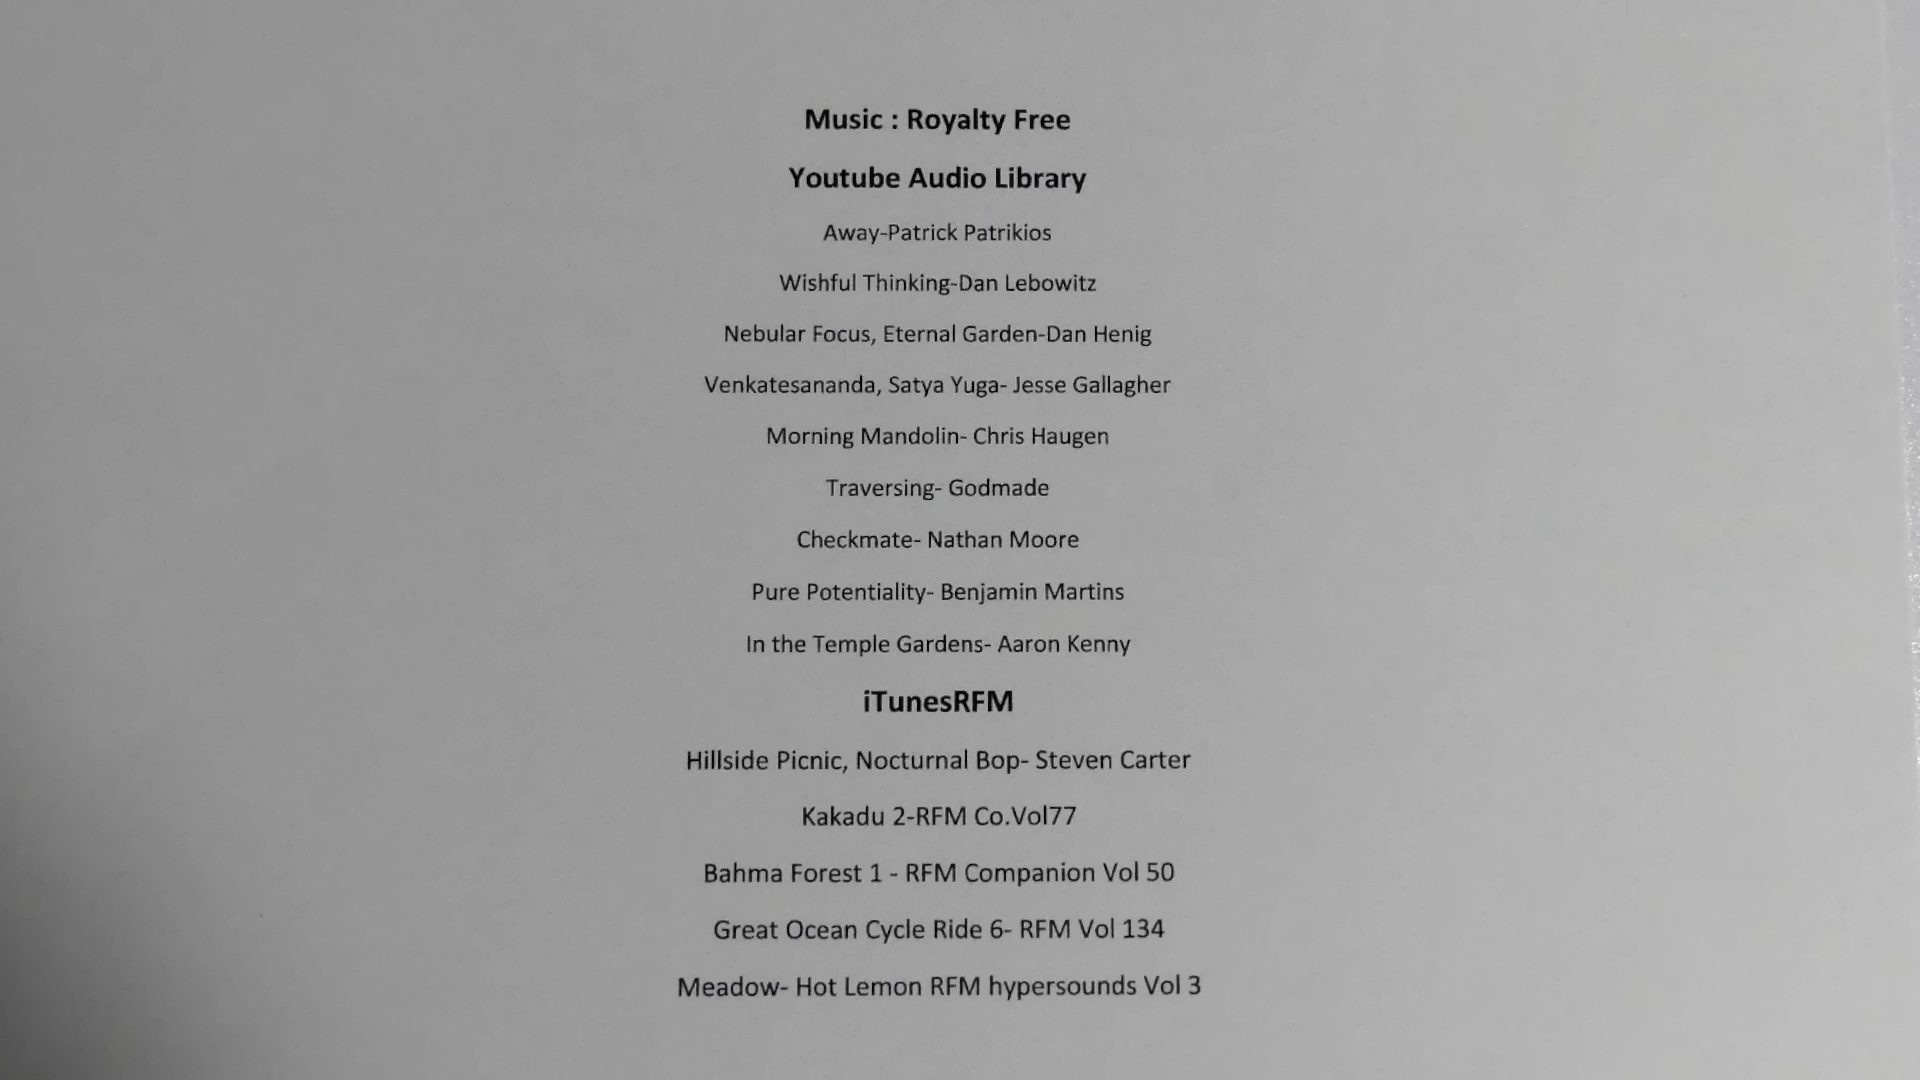 Music : Royalty Free
Youtube Audio Library
Away-Patrick Patrikios
Wishful Thinking-Dan Lebowitz
Nebular Focus, Eternal Garden-Dan Henig
Venkatesananda, Satya Yuga- Jesse Gallagher
Morning Mandolin- Chris Haugen
Traversing- Godmade
Checkmate- Nathan Moore
Pure Potentiality- Benjamin Martins
In the Temple Gardens- Aaron Kenny
iTunesRFM
Hillside Picnic, Nocturnal Bop- Steven Carter
Kakadu 2-RFM Co.Vol77
Bahma Forest 1 - RFM Companion Vol 50
Great Ocean Cycle Ride 6- RFM Vol 134
Meadow- Hot Lemon RFM hypersounds Vol 3